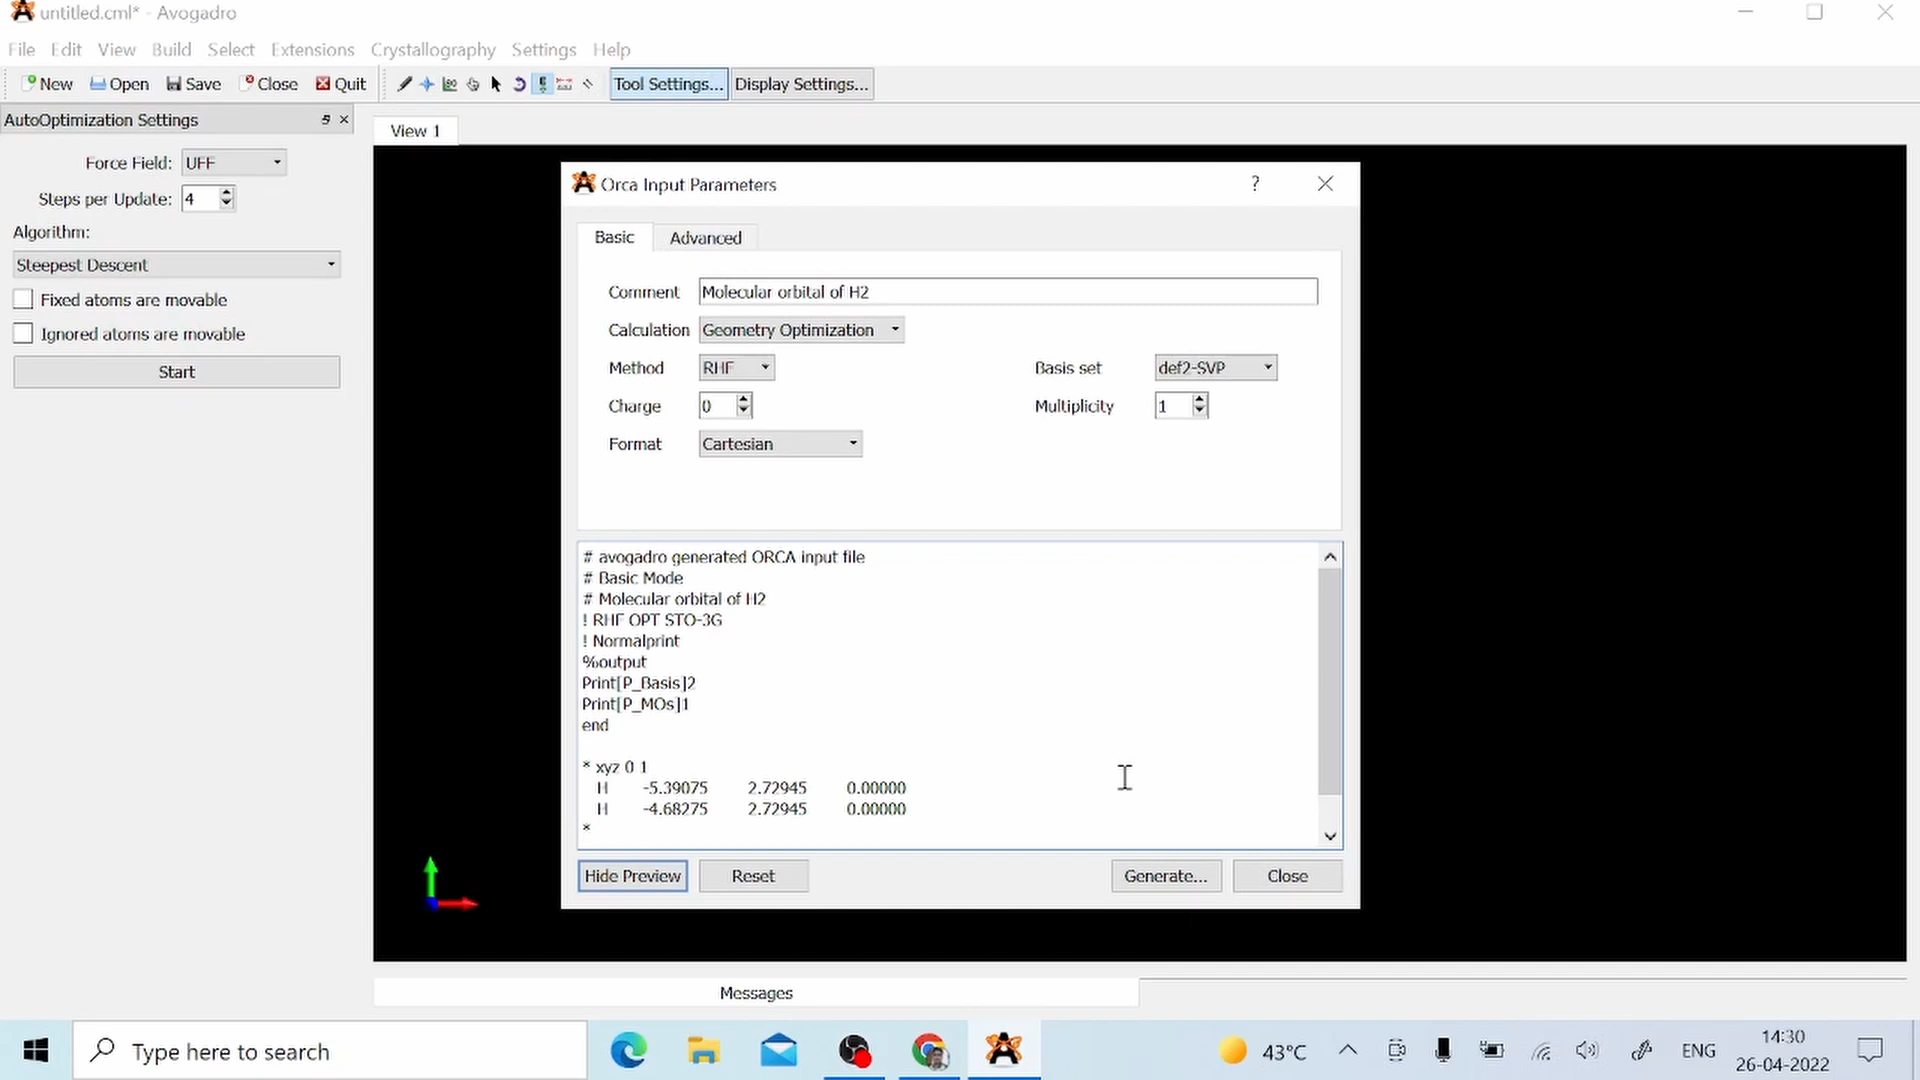 untitled.cml* - Avogadro
File Edit View Build Select Extensions Crystallography Settings Help
New Open Save Close Quit Tool Settings... Display Settings...
AutoOptimization Settings
View 1
Force Field: UFF
Steps per Update: 4
Algorithm:
Steepest Descent
Fixed atoms are movable
Ignored atoms are movable
Start
Orca Input Parameters
?
Basic Advanced
Comment Molecular orbital of H2
Calculation Geometry Optimization
Method RHF Basis set def2-SVP
Charge 0 Multiplicity 1
Format Cartesian
# avogadro generated ORCA input file
# Basic Mode
# Molecular orbital of H2
! RHF OPT STO-3G
! Normalprint
%output
Print[P_Basis]2
Print[P_MOs]1
end
* xyz 0 1
H -5.39075 2.72945 0.00000
H -4.68275 2.72945 0.00000
*
Hide Preview Reset Generate... Close
Messages
Type here to search
43°C
ENG
14:30
26-04-2022